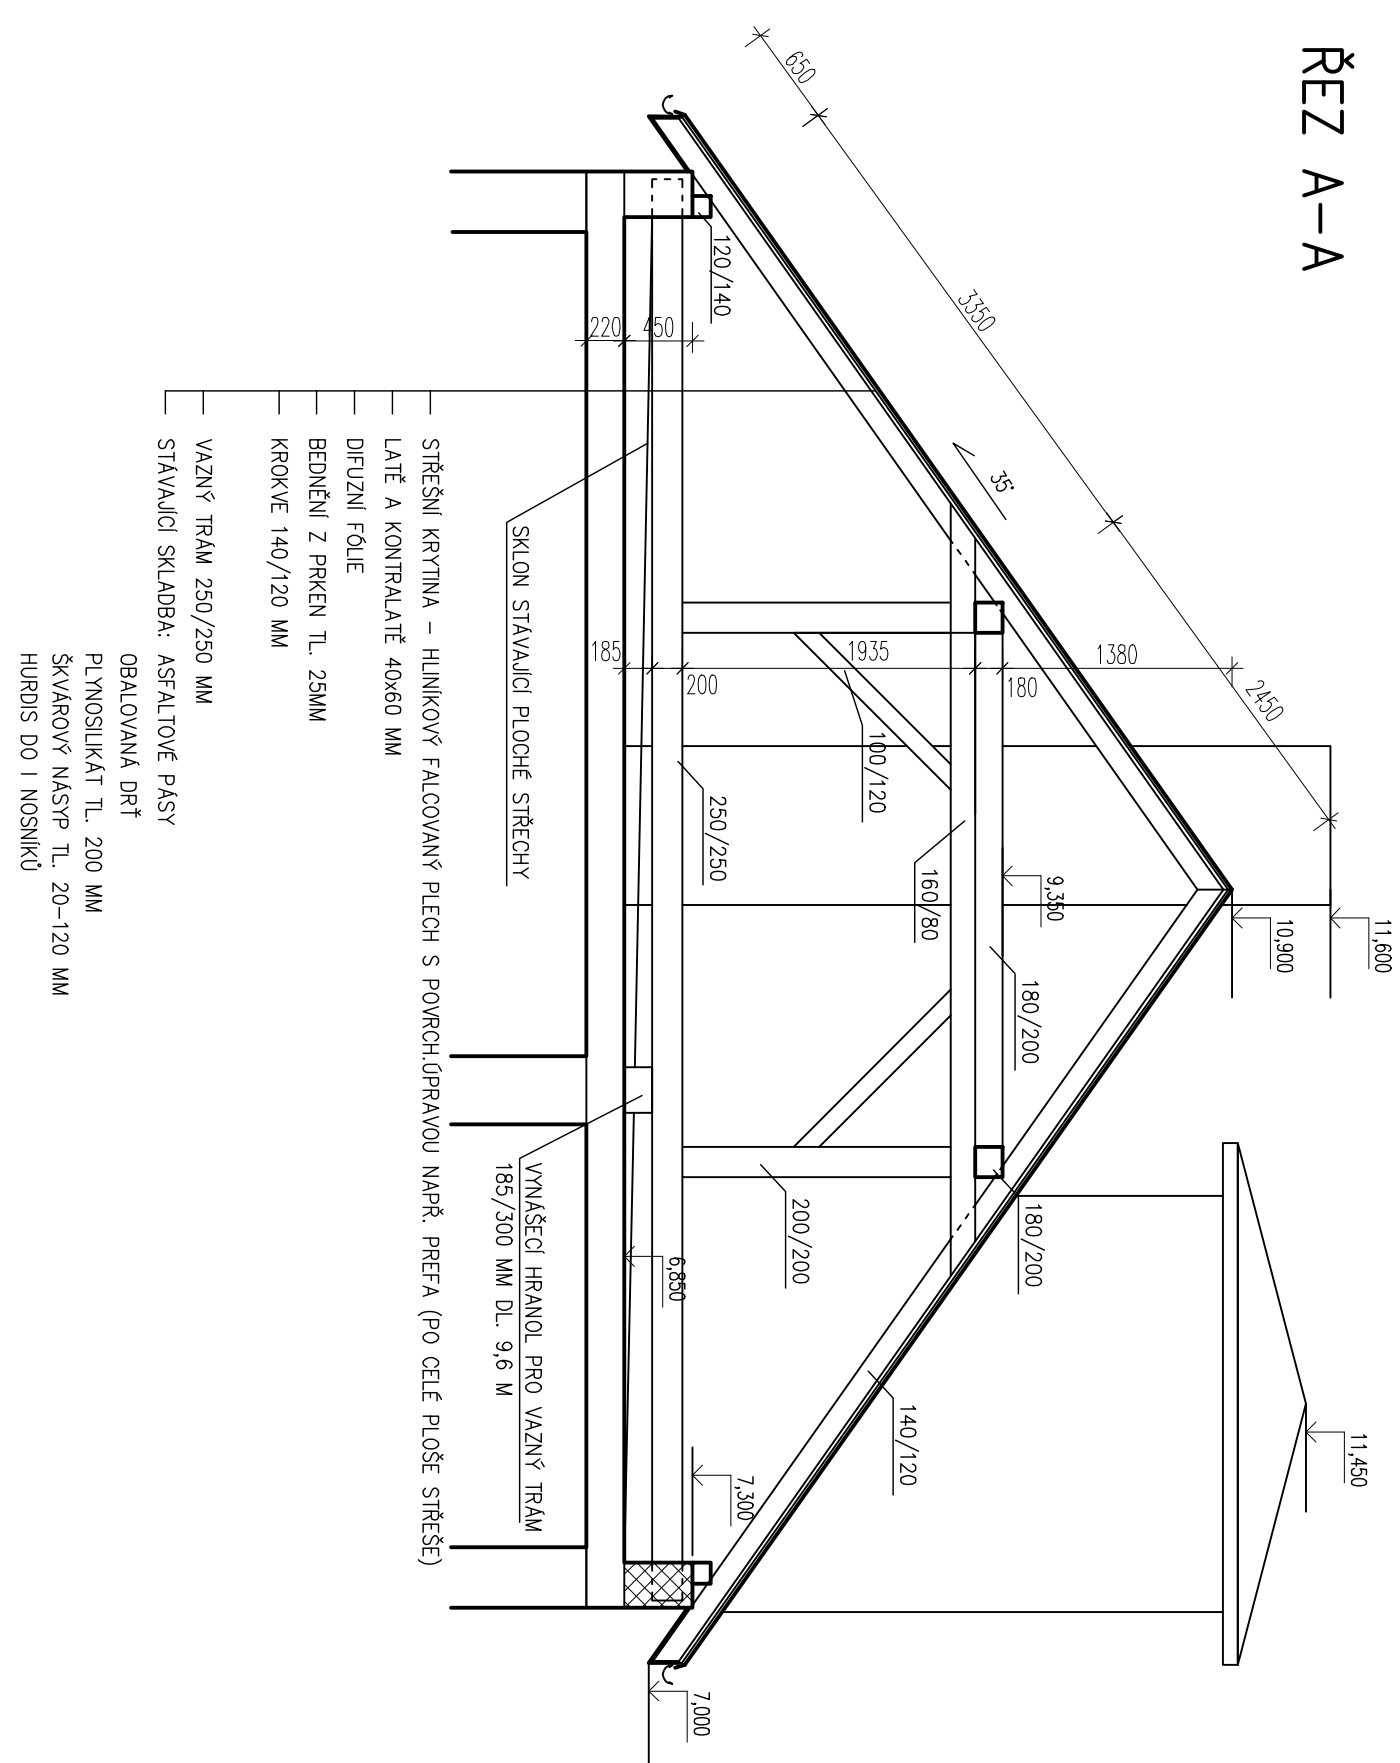 ŘEZ A-A
650
3350
2450
35°
11,600
10,900
11,450
9,350
1380
180
1935
200
185
180/200
180/200
160/80
100/120
250/250
200/200
140/120
120/140
450
220
7,300
6,850
7,000
SKLON STÁVAJÍCÍ PLOCHÉ STŘECHY
VYNÁŠECÍ HRANOL PRO VAZNÝ TRÁM
185/300 MM DL. 9,6 M
STŘEŠNÍ KRYTINA - HLINÍKOVÝ FALCOVANÝ PLECH S POVRCH.ÚPRAVOU NAPŘ. PREFA (PO CELÉ PLOŠE STŘEŠE)
LATĚ A KONTRALATĚ 40x60 MM
DIFUZNÍ FÓLIE
BEDNĚNÍ Z PRKEN TL. 25MM
KROKVE 140/120 MM
VAZNÝ TRÁM 250/250 MM
STÁVAJÍCÍ SKLADBA: ASFALTOVÉ PÁSY
OBALOVANÁ DRŤ
PLYNOSILIKÁT TL. 200 MM
ŠKVÁROVÝ NÁSYP TL. 20-120 MM
HURDIS DO I NOSNÍKŮ